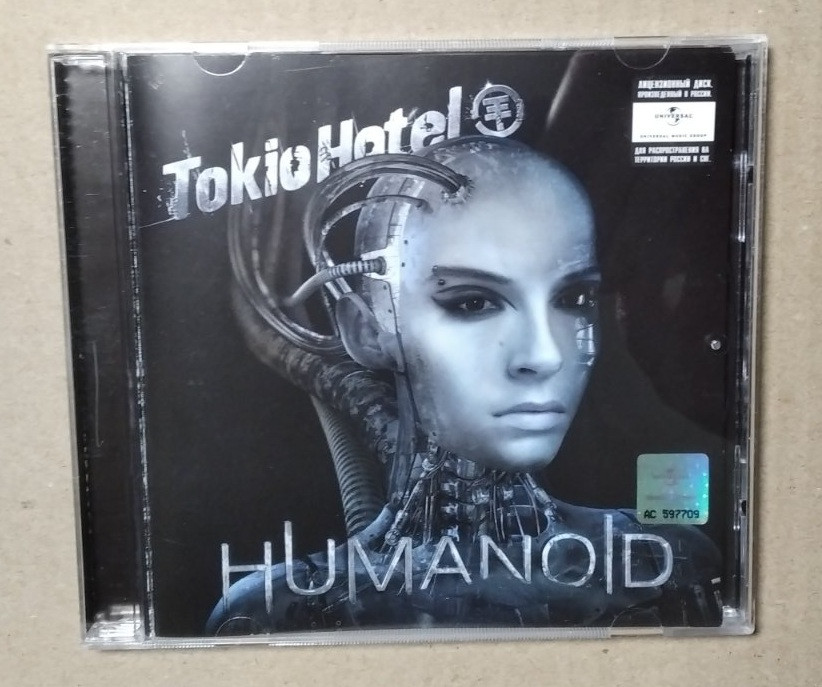 Tokio Hotel
ЛИЦЕНЗИОННЫЙ ДИСК,
ПРОИЗВЕДЕННЫЙ В РОССИИ.
UNIVERSAL
UNIVERSAL MUSIC GROUP
ДЛЯ РАСПРОСТРАНЕНИЯ НА
ТЕРРИТОРИИ РОССИИ И СНГ.
AC 597709
HUMANOID